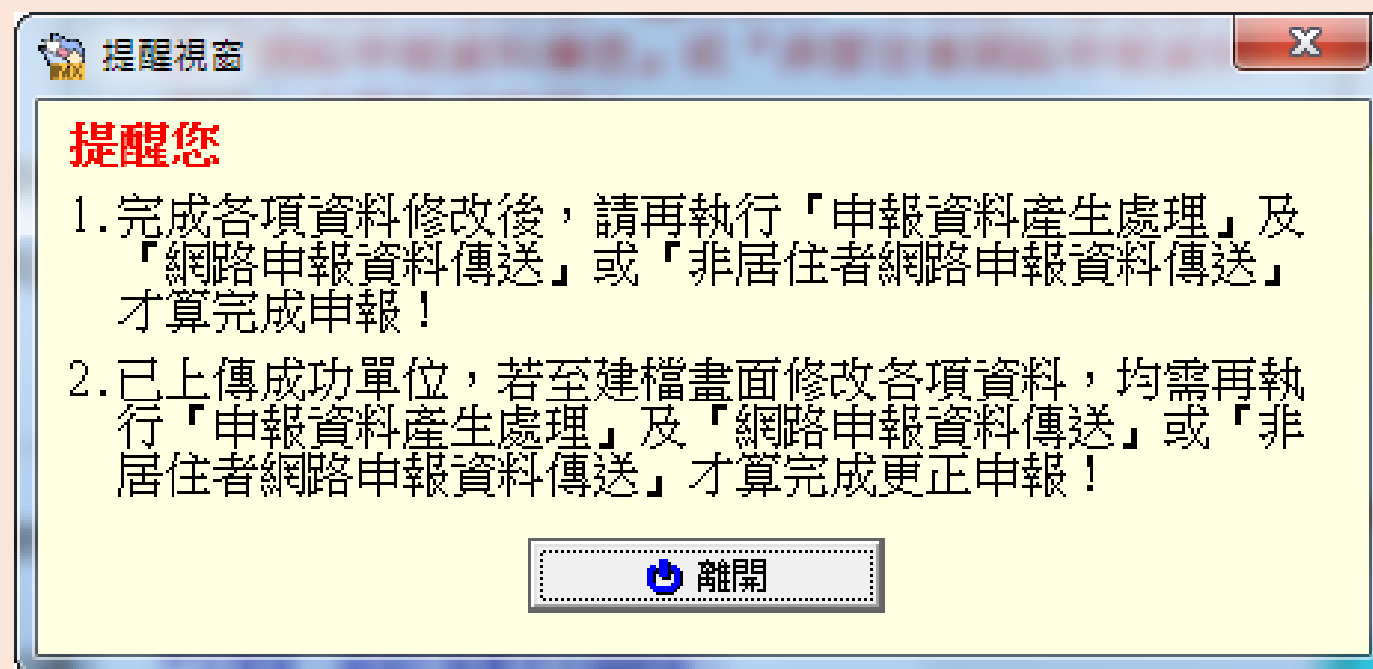 提醒視窗
提醒您
1.完成各項資料修改後，請再執行『申報資料產生處理』及
『網路申報資料傳送』或『非居住者網路申報資料傳送』
才算完成申報！
2.已上傳成功單位，若至建檔畫面修改各項資料，均需再執
行『申報資料產生處理』及『網路申報資料傳送』或『非
居住者網路申報資料傳送』才算完成更正申報！
離開